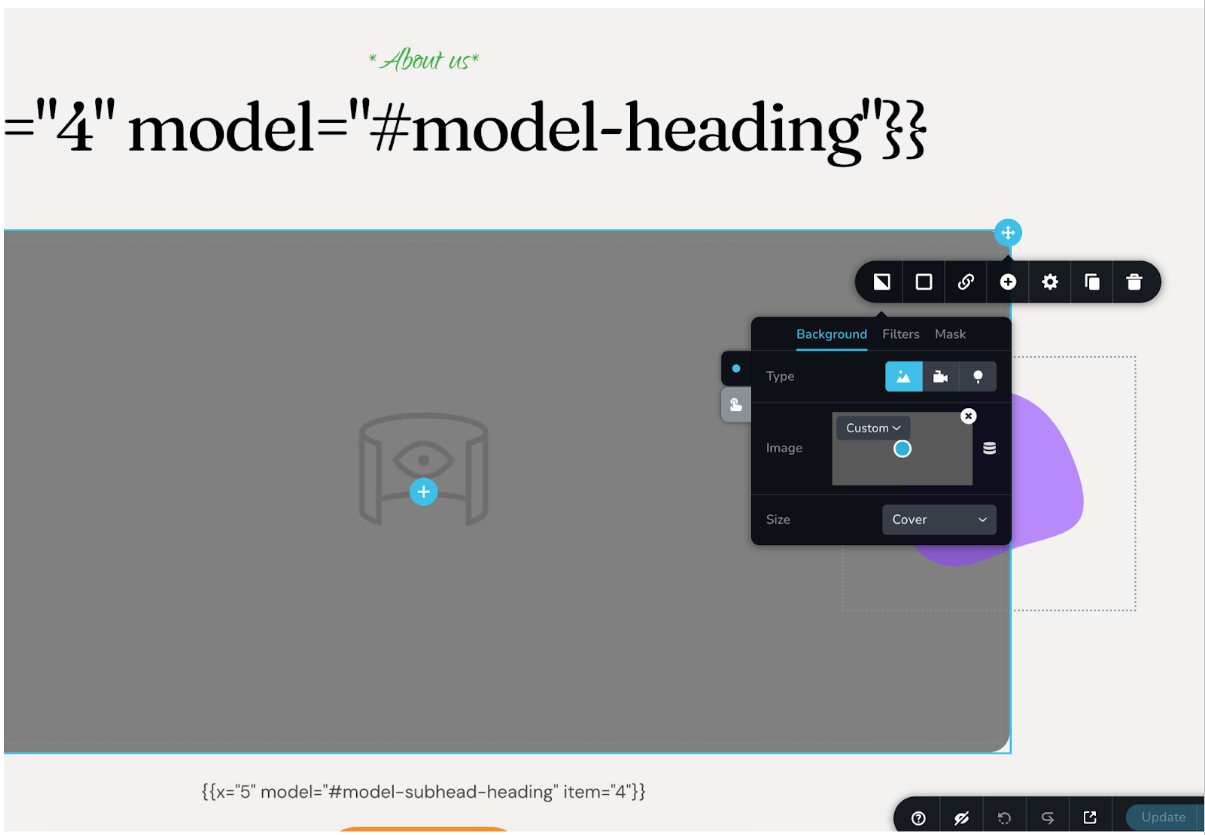 * About us*
="4" model="#model-heading"}}
Background Filters Mask
Type
Custom
Image
Size Cover
{{x="5" model="#model-subhead-heading" item="4"}}
Update